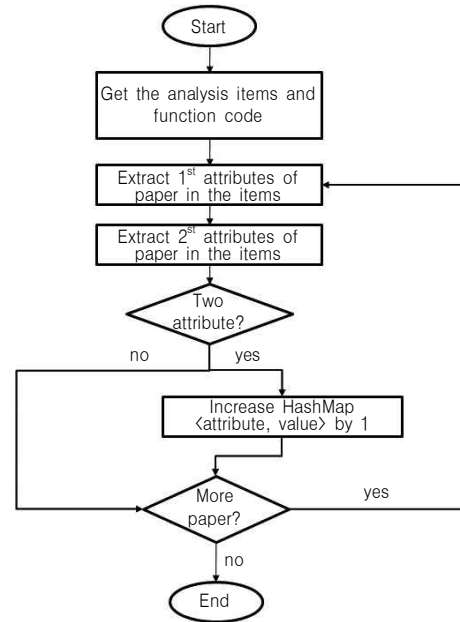 Start
Get the analysis items and
function code
Extract 1st attributes of
paper in the items
Extract 2st attributes of
paper in the items
Two
attribute?
no
yes
Increase HashMap
<attribute, value> by 1
More
paper?
yes
no
End